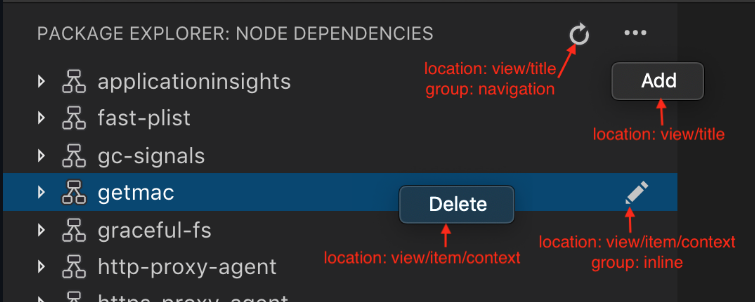 PACKAGE EXPLORER: NODE DEPENDENCIES
location: view/title
group: navigation
applicationinsights
Add
fast-plist
location: view/title
gc-signals
getmac
Delete
graceful-fs
location: view/item/context
group: inline
location: view/item/context
http-proxy-agent
https-proxy-agent